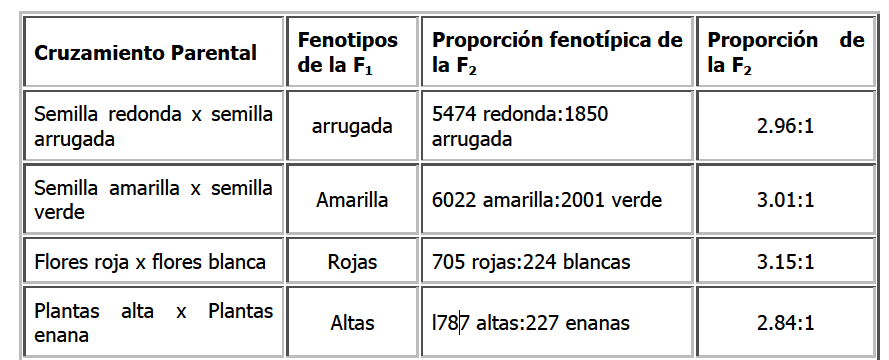 Cruzamiento Parental
Fenotipos de la F₁
Proporción fenotípica de la F₂
Proporción de la F₂
Semilla redonda x semilla arrugada
arrugada
5474 redonda:1850 arrugada
2.96:1
Semilla amarilla x semilla verde
Amarilla
6022 amarilla:2001 verde
3.01:1
Flores roja x flores blanca
Rojas
705 rojas:224 blancas
3.15:1
Plantas alta x Plantas enana
Altas
l787 altas:227 enanas
2.84:1